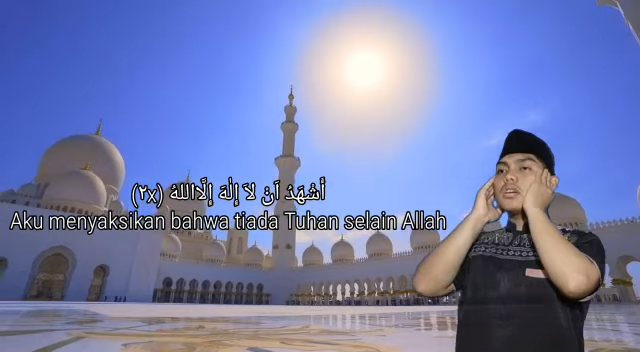 أَشْهَدُ اَنْ لاَ إِلٰهَ إِلَّااللهُ (٢x)
Aku menyaksikan bahwa tiada Tuhan selain Allah